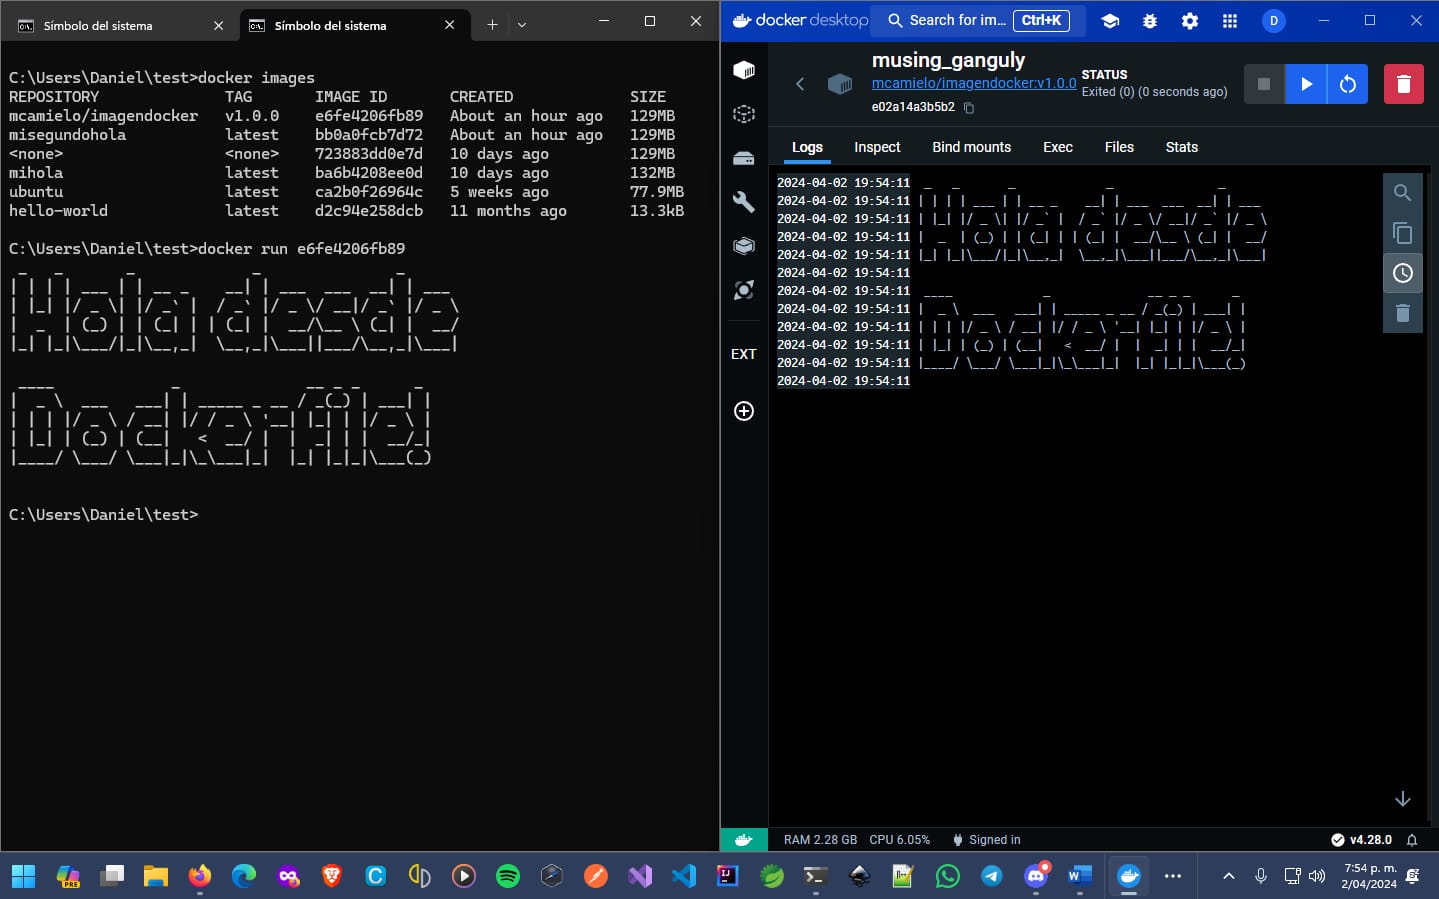 Símbolo del sistema
Símbolo del sistema
C:\Users\Daniel\test>docker images
REPOSITORY TAG IMAGE ID CREATED SIZE
mcamielo/imagendocker v1.0.0 e6fe4206fb89 About an hour ago 129MB
misegundohola latest bb0a0fcb7d72 About an hour ago 129MB
<none> <none> 723883dd0e7d 10 days ago 129MB
mihola latest ba6b4208ee0d 10 days ago 132MB
ubuntu latest ca2b0f26964c 5 weeks ago 77.9MB
hello-world latest d2c94e258dcb 11 months ago 13.3kB
C:\Users\Daniel\test>docker run e6fe4206fb89
Hola desde
Dockerfile!
C:\Users\Daniel\test>
docker desktop
Search for im... Ctrl+K
D
musing_ganguly
mcamielo/imagendocker:v1.0.0
e02a14a3b5b2
STATUS
Exited (0) (0 seconds ago)
Logs Inspect Bind mounts Exec Files Stats
2024-04-02 19:54:11
2024-04-02 19:54:11
2024-04-02 19:54:11
2024-04-02 19:54:11
2024-04-02 19:54:11
2024-04-02 19:54:11
2024-04-02 19:54:11
2024-04-02 19:54:11
2024-04-02 19:54:11
2024-04-02 19:54:11
2024-04-02 19:54:11
2024-04-02 19:54:11
Hola desde
Dockerfile!
EXT
RAM 2.28 GB CPU 6.05% Signed in
v4.28.0
PRE
7:54 p. m.
2/04/2024